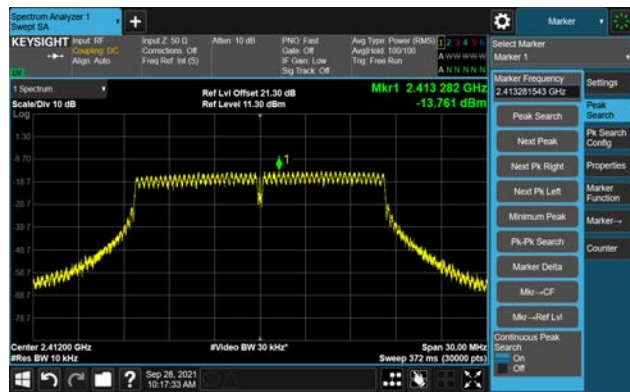 Spectrum Analyzer 1
Swept SA
Marker
KEYSIGHT
Input: RF
Coupling: DC
Align: Auto
Input Z: 50 Ω
Corrections: Off
Freq Ref: Int (S)
Atten: 10 dB
PNO: Fast
Gate: Off
IF Gain: Low
Sig Track: Off
Avg Type: Power (RMS)
Avg|Hold: 100/100
Trig: Free Run
1 2 3 4 5 6
A W W W W W
A N N N N N
Select Marker
Marker 1
1 Spectrum
Scale/Div 10 dB
Log
Ref Lvl Offset 21.30 dB
Ref Level 11.30 dBm
Mkr1 2.413 282 GHz
-13.761 dBm
1.30
-8.70
-18.7
-28.7
-38.7
-48.7
-58.7
-68.7
-78.7
1
Center 2.41200 GHz
#Res BW 10 kHz
#Video BW 30 kHz*
Span 30.00 MHz
Sweep 372 ms (30000 pts)
Marker Frequency
2.413281543 GHz
Peak Search
Next Peak
Next Pk Right
Next Pk Left
Minimum Peak
Pk-Pk Search
Marker Delta
Mkr→CF
Mkr→Ref Lvl
Continuous Peak
Search
On
Off
Settings
Peak
Search
Pk Search
Config
Properties
Marker
Function
Marker→
Counter
Sep 28, 2021
10:17:33 AM